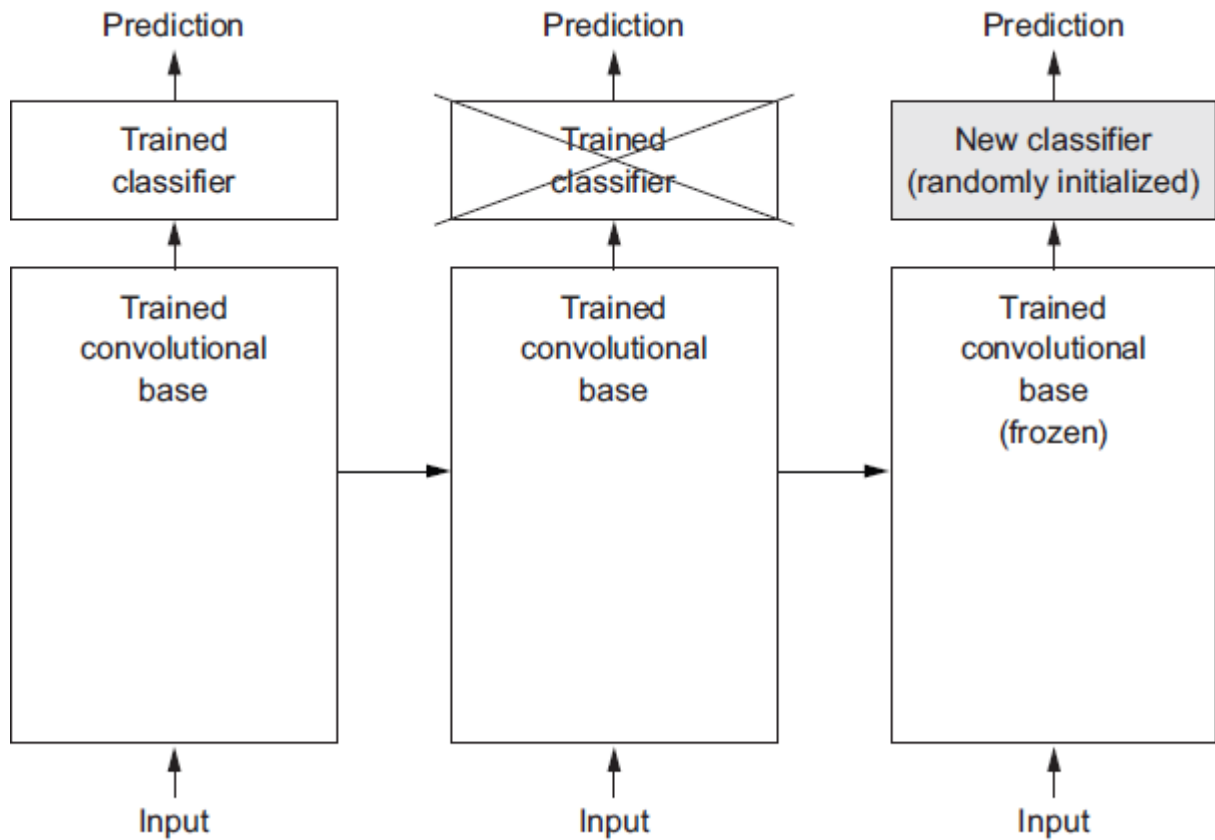 Prediction
Prediction
Prediction
Trained
classifier
Trained
classifier
New classifier
(randomly initialized)
Trained
convolutional
base
Trained
convolutional
base
Trained
convolutional
base
(frozen)
Input
Input
Input